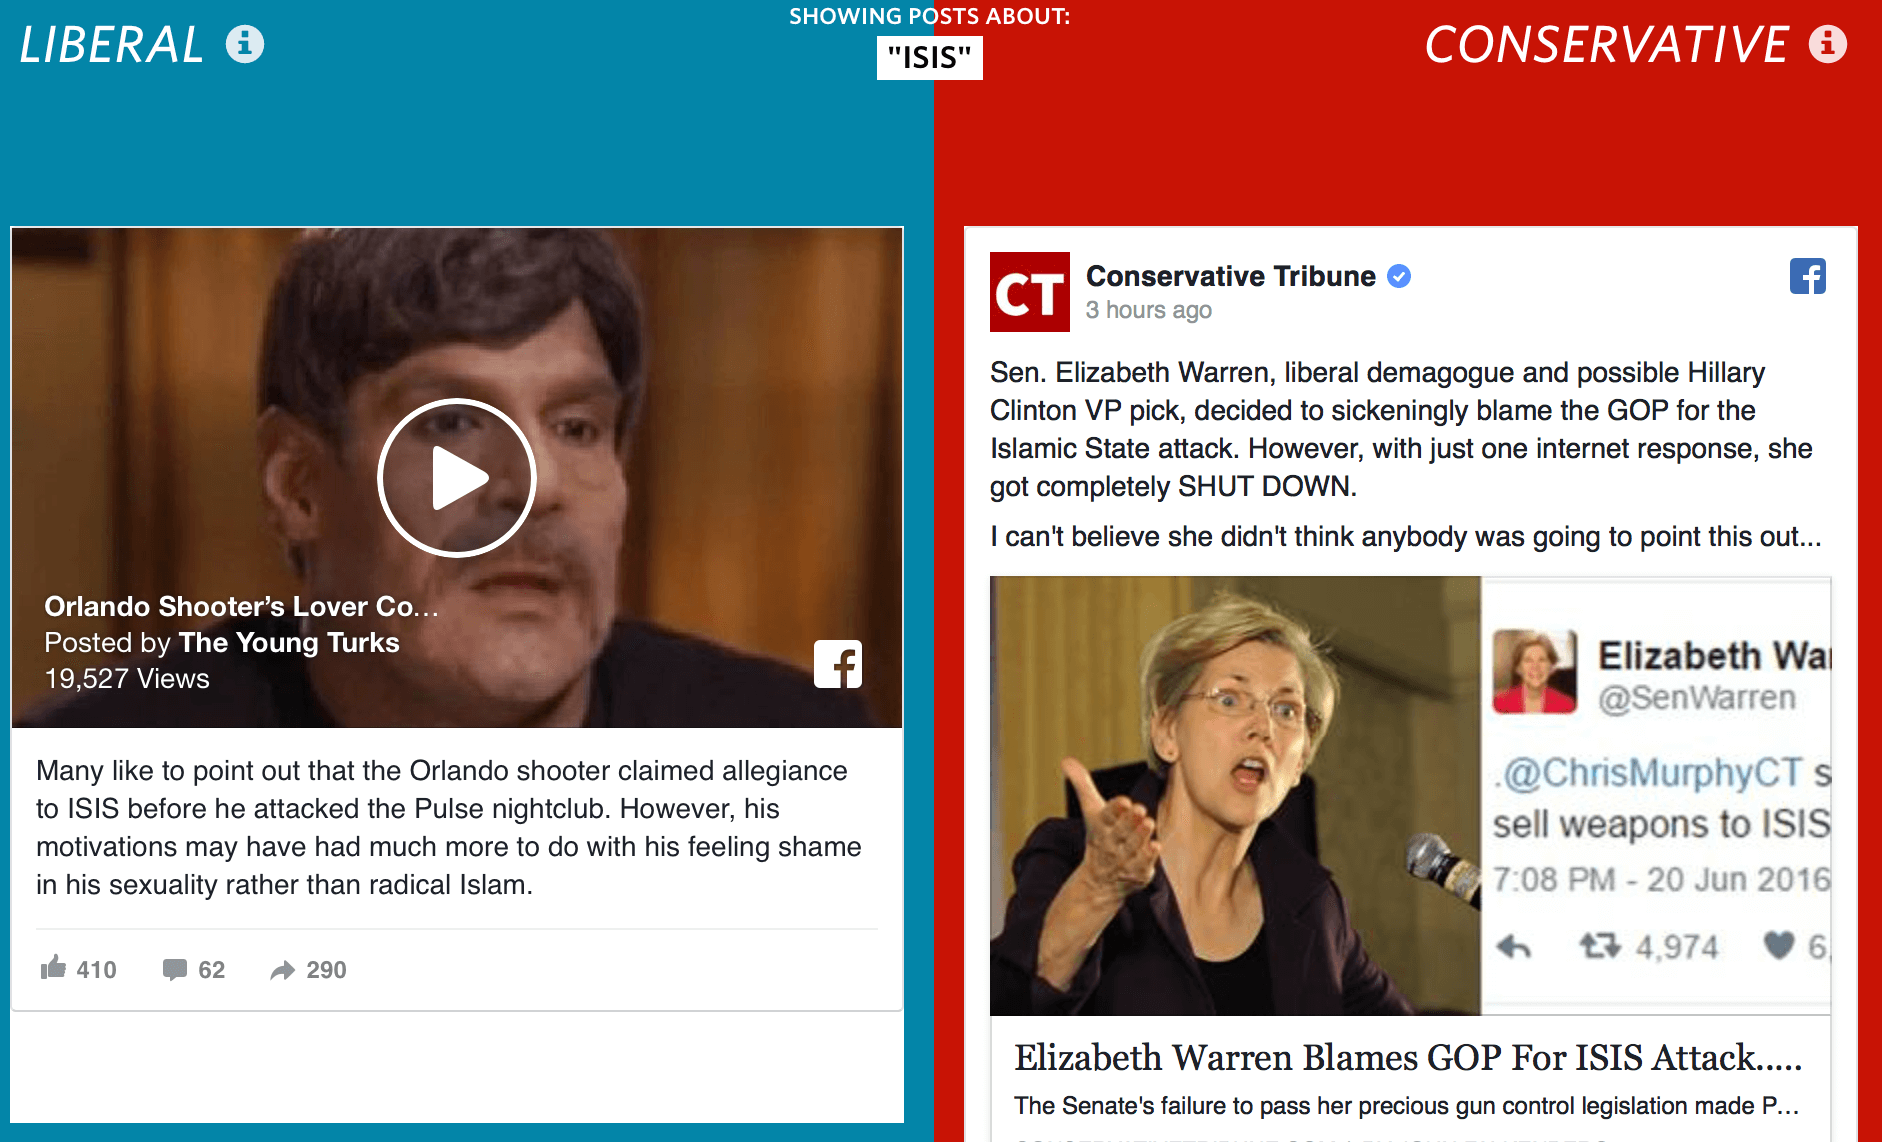 LIBERAL
SHOWING POSTS ABOUT:
"ISIS"
CONSERVATIVE
Orlando Shooter's Lover Co...
Posted by The Young Turks
19,527 Views
Many like to point out that the Orlando shooter claimed allegiance
to ISIS before he attacked the Pulse nightclub. However, his
motivations may have had much more to do with his feeling shame
in his sexuality rather than radical Islam.
410 62 290
CT
Conservative Tribune
3 hours ago
Sen. Elizabeth Warren, liberal demagogue and possible Hillary
Clinton VP pick, decided to sickeningly blame the GOP for the
Islamic State attack. However, with just one internet response, she
got completely SHUT DOWN.
I can't believe she didn't think anybody was going to point this out...
Elizabeth Wa
@SenWarren
.@ChrisMurphyCT s
sell weapons to ISIS
7:08 PM - 20 Jun 2016
4,974 6,
Elizabeth Warren Blames GOP For ISIS Attack.....
The Senate's failure to pass her precious gun control legislation made P...